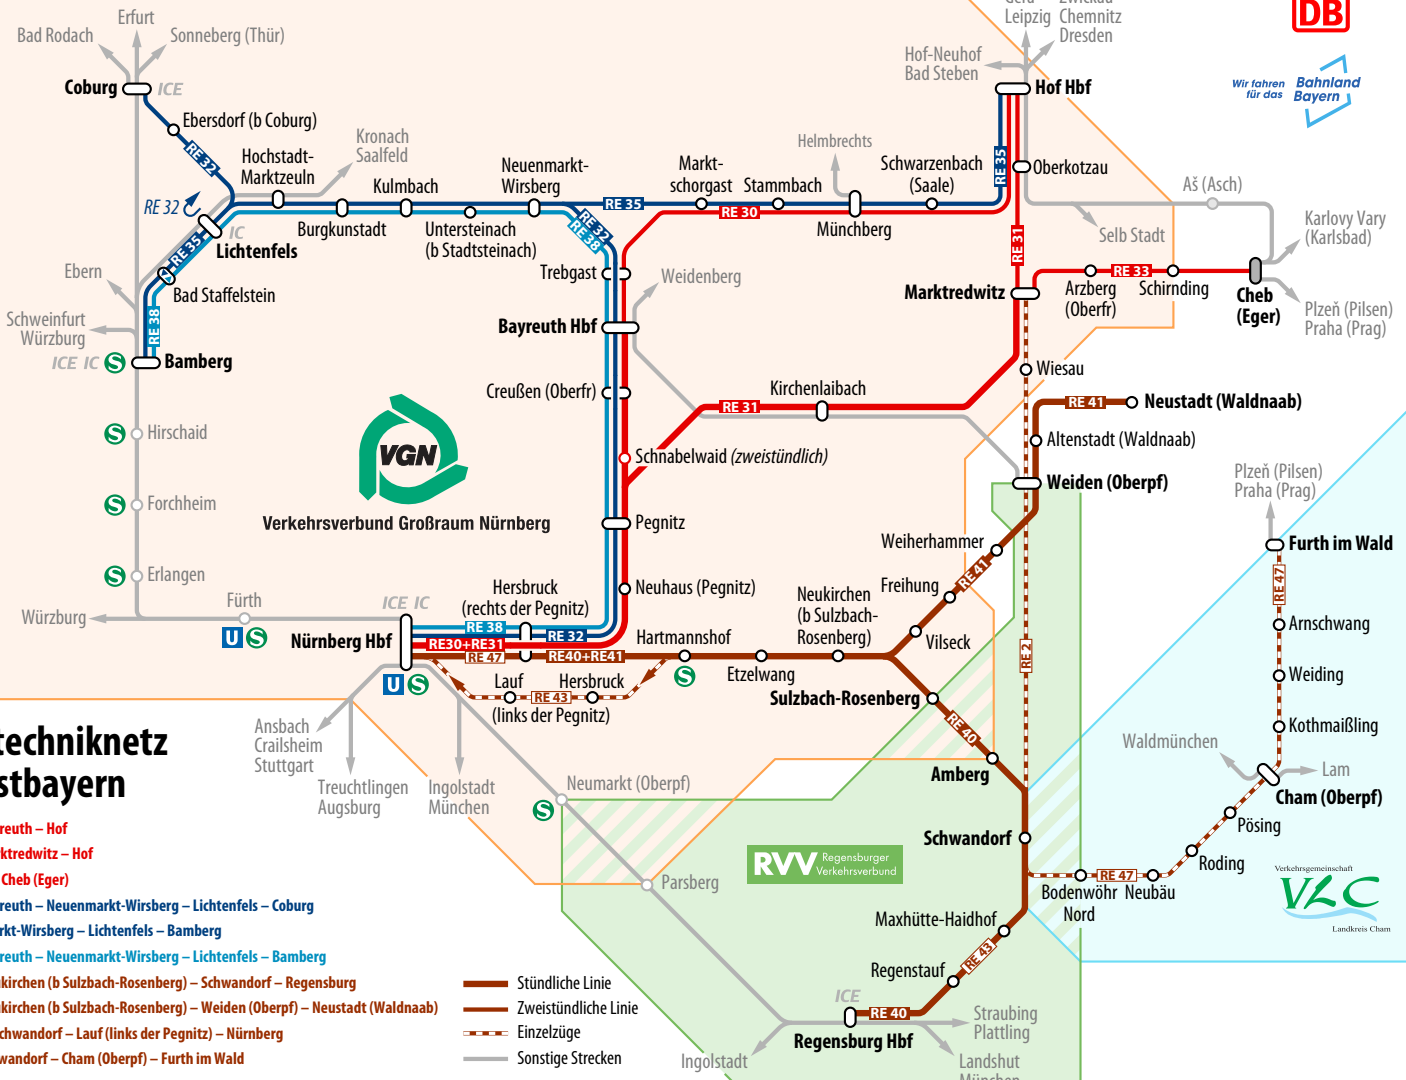 Erfurt
Bad Rodach
Sonneberg (Thür)
Coburg
ICE
Ebersdorf (b Coburg)
RE 32
Hochstadt-
Marktzeuln
Kronach
Saalfeld
RE 32
Kulmbach
Neuenmarkt-
Wirsberg
Burgkunstadt
Untersteinach
(b Stadtsteinach)
IC
Lichtenfels
RE 35
Bad Staffelstein
RE 38
Ebern
Schweinfurt
Würzburg
ICE IC
S
Bamberg
S
Hirschaid
S
Forchheim
S
Erlangen
Würzburg
Fürth
U S
ICE IC
Nürnberg Hbf
U S
RE 35
RE 32
RE 38
RE 30
Markt-
schorgast
Stammbach
Helmbrechts
Münchberg
Schwarzenbach
(Saale)
RE 35
Leipzig
Zwickau
Chemnitz
Dresden
Hof-Neuhof
Bad Steben
Hof Hbf
DB
Wir fahren
für das
Bahnland
Bayern
Oberkotzau
Aš (Asch)
Selb Stadt
RE 31
Karlovy Vary
(Karlsbad)
Marktredwitz
Arzberg
(Oberfr)
RE 33
Schirnding
Cheb
(Eger)
Plzeň (Pilsen)
Praha (Prag)
Trebgast
Weidenberg
Bayreuth Hbf
Creußen (Oberfr)
RE 31
Kirchenlaibach
Wiesau
RE 41
Neustadt (Waldnaab)
Altenstadt (Waldnaab)
Schnabelwaid (zweistündlich)
Weiden (Oberpf)
VGN
Verkehrsverbund Großraum Nürnberg
Pegnitz
Neuhaus (Pegnitz)
Hersbruck
(rechts der Pegnitz)
RE 38
RE 32
RE30+RE31
RE 47
RE40+RE41
Hartmannshof
S
Etzelwang
Neukirchen
(b Sulzbach-
Rosenberg)
Lauf
RE 43
Hersbruck
(links der Pegnitz)
Weiherhammer
RE 41
Freihung
Vilseck
RE 2
Sulzbach-Rosenberg
RE 40
Amberg
Plzeň (Pilsen)
Praha (Prag)
Furth im Wald
RE 47
Arnschwang
Weiding
Kothmaißling
Waldmünchen
Lam
Cham (Oberpf)
Pösing
Roding
RE 47
Bodenwöhr
Nord
Neubäu
Schwandorf
Maxhütte-Haidhof
RE 43
Regenstauf
ICE
RE 40
Regensburg Hbf
Straubing
Plattling
Landshut
München
Ingolstadt
Verkehrsgemeinschaft
VLC
Landkreis Cham
RVV Regensburger
Verkehrsverbund
Ansbach
Crailsheim
Stuttgart
Treuchtlingen
Augsburg
Ingolstadt
München
Neumarkt (Oberpf)
S
Parsberg
techniknetz
stbayern
reuth – Hof
ktredwitz – Hof
Cheb (Eger)
reuth – Neuenmarkt-Wirsberg – Lichtenfels – Coburg
rkt-Wirsberg – Lichtenfels – Bamberg
reuth – Neuenmarkt-Wirsberg – Lichtenfels – Bamberg
kirchen (b Sulzbach-Rosenberg) – Schwandorf – Regensburg
kirchen (b Sulzbach-Rosenberg) – Weiden (Oberpf) – Neustadt (Waldnaab)
chwandorf – Lauf (links der Pegnitz) – Nürnberg
wandorf – Cham (Oberpf) – Furth im Wald
Stündliche Linie
Zweistündliche Linie
Einzelzüge
Sonstige Strecken